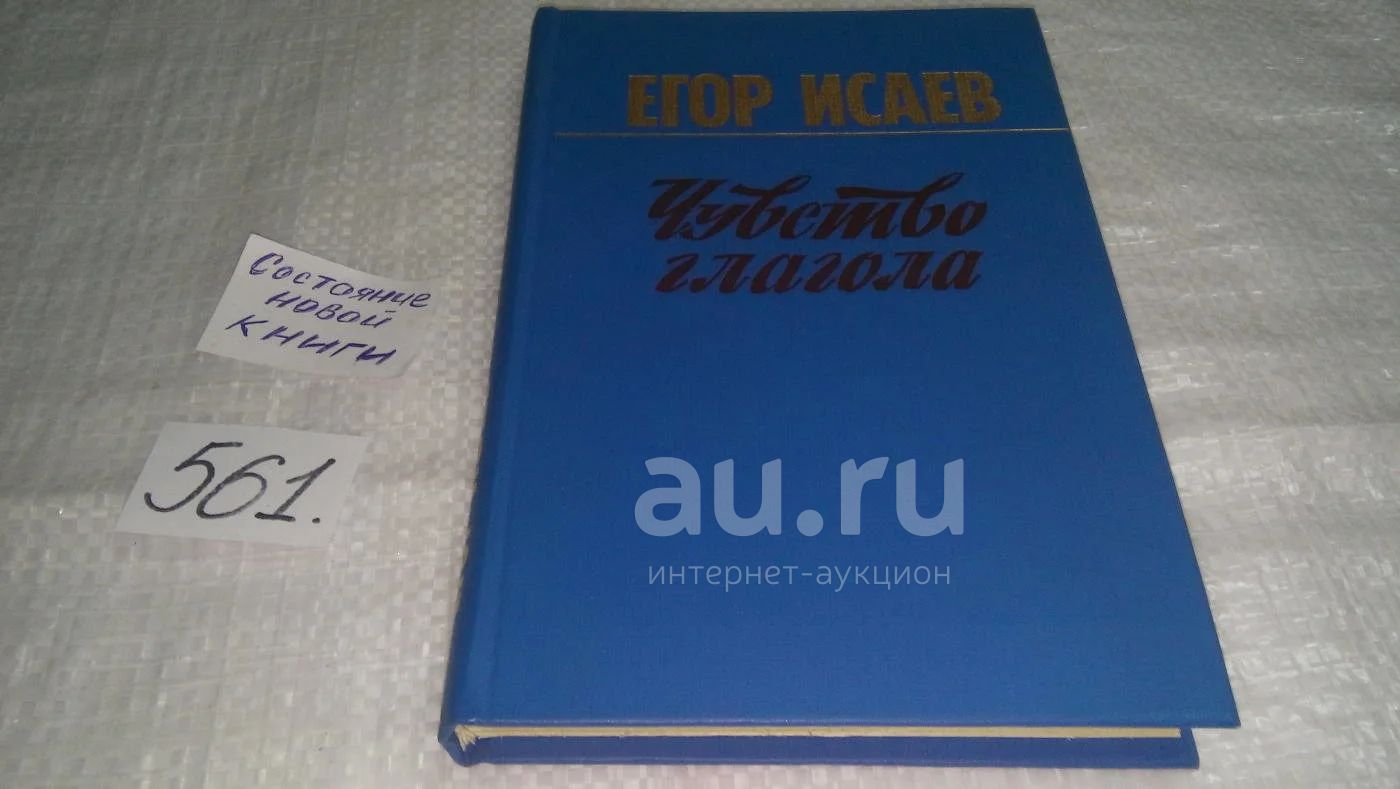 ЕГОР ИСАЕВ
Чувство
глагола
Состояние
новой
книги
561.
au.ru
интернет-аукцион